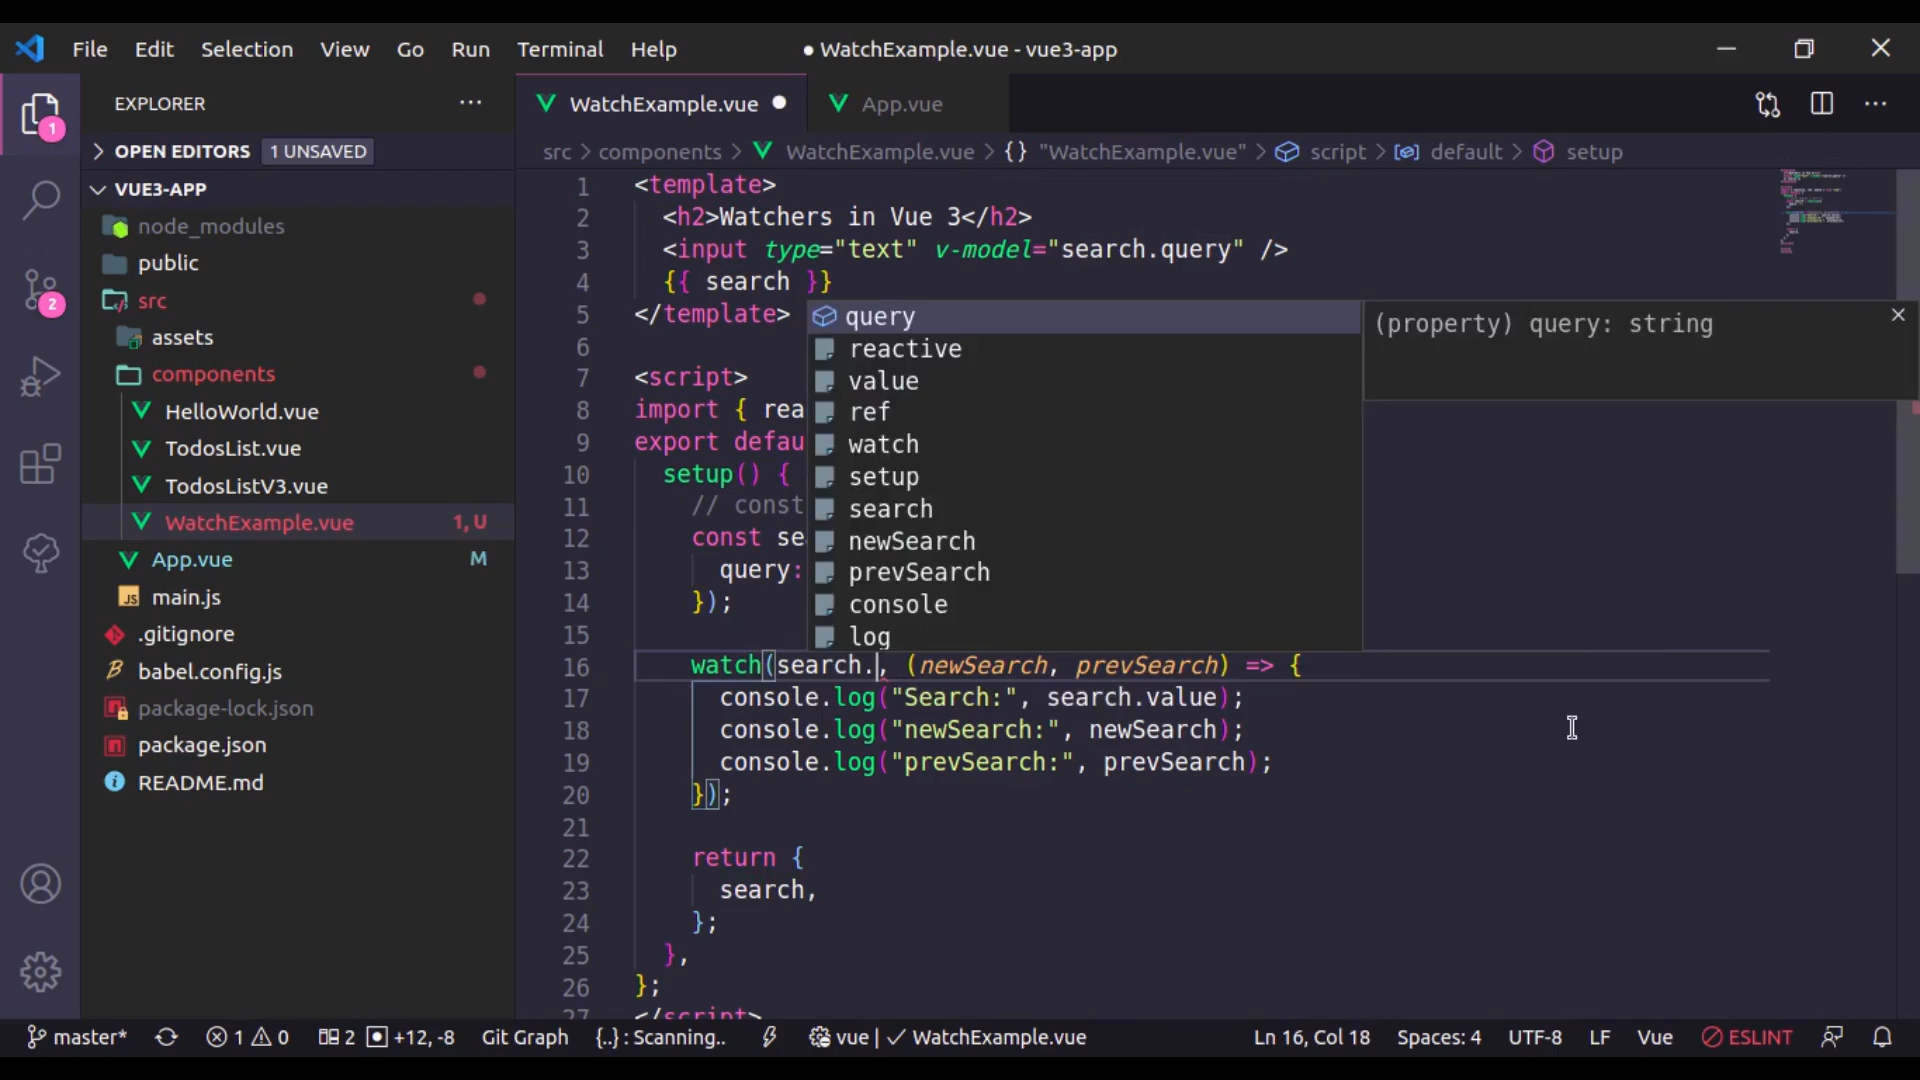 File Edit Selection View Go Run Terminal Help
● WatchExample.vue - vue3-app
1
2
EXPLORER
OPEN EDITORS 1 UNSAVED
VUE3-APP
node_modules
public
src
assets
components
HelloWorld.vue
TodosList.vue
TodosListV3.vue
WatchExample.vue 1, U
App.vue M
main.js
.gitignore
babel.config.js
package-lock.json
package.json
README.md
WatchExample.vue ●
App.vue
src > components > WatchExample.vue > {} "WatchExample.vue" > script > default > setup
1 <template>
2 <h2>Watchers in Vue 3</h2>
3 <input type="text" v-model="search.query" />
4 {{ search }}
5 </template>
6
7 <script>
8 import { rea
9 export defau
10 setup() {
11 // const
12 const se
13 query:
14 });
15
query
reactive
value
ref
watch
setup
search
newSearch
prevSearch
console
log
(property) query: string
16 watch(search., (newSearch, prevSearch) => {
17 console.log("Search:", search.value);
18 console.log("newSearch:", newSearch);
19 console.log("prevSearch:", prevSearch);
20 });
21
22 return {
23 search,
24 };
25 },
26 };
27 </script>
master* 1 0 2 +12, -8 Git Graph {..} : Scanning.. vue | ✓ WatchExample.vue Ln 16, Col 18 Spaces: 4 UTF-8 LF Vue ESLINT